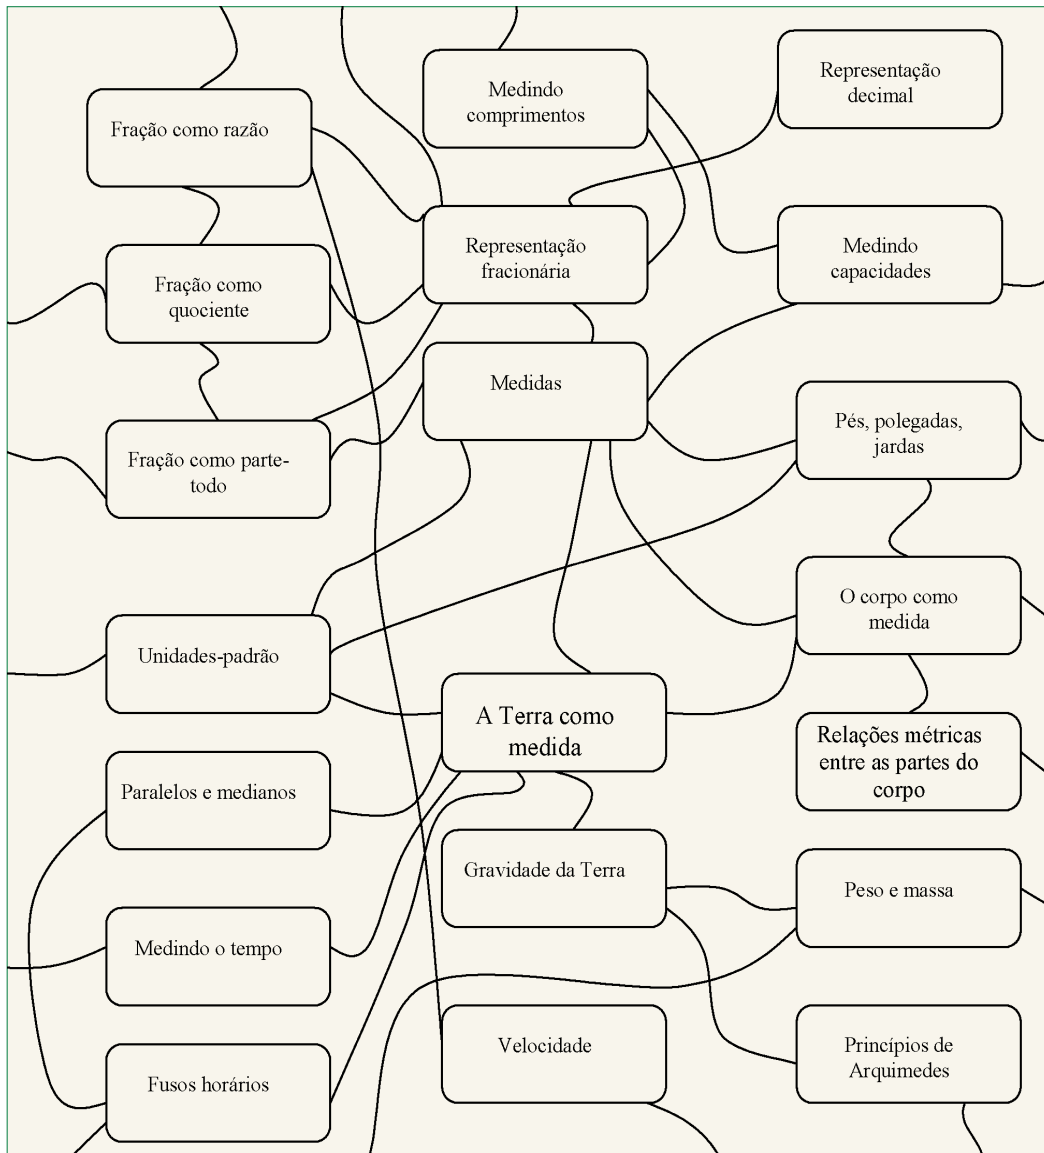 Medindo
comprimentos
Representação
decimal
Fração como razão
Representação
fracionária
Medindo
capacidades
Fração como
quociente
Medidas
Pés, polegadas,
jardas
Fração como parte-
todo
O corpo como
medida
Unidades-padrão
A Terra como
medida
Relações métricas
entre as partes do
corpo
Paralelos e medianos
Gravidade da Terra
Peso e massa
Medindo o tempo
Velocidade
Princípios de
Arquimedes
Fusos horários